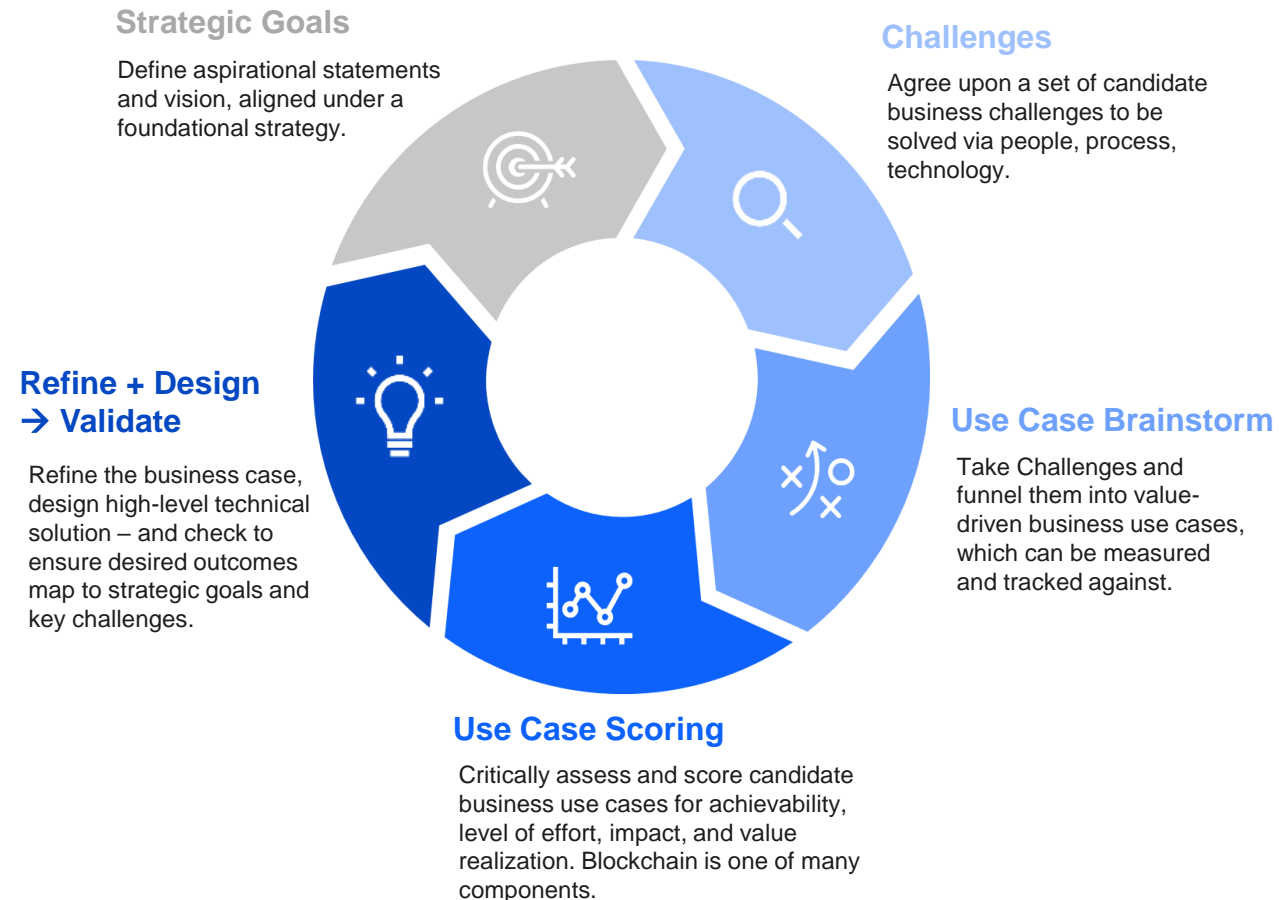 Strategic Goals
Define aspirational statements
and vision, aligned under a
foundational strategy.
Challenges
Agree upon a set of candidate
business challenges to be
solved via people, process,
technology.
Use Case Brainstorm
Take Challenges and
funnel them into value-
driven business use cases,
which can be measured
and tracked against.
Use Case Scoring
Critically assess and score candidate
business use cases for achievability,
level of effort, impact, and value
realization. Blockchain is one of many
components.
Refine + Design
→ Validate
Refine the business case,
design high-level technical
solution – and check to
ensure desired outcomes
map to strategic goals and
key challenges.